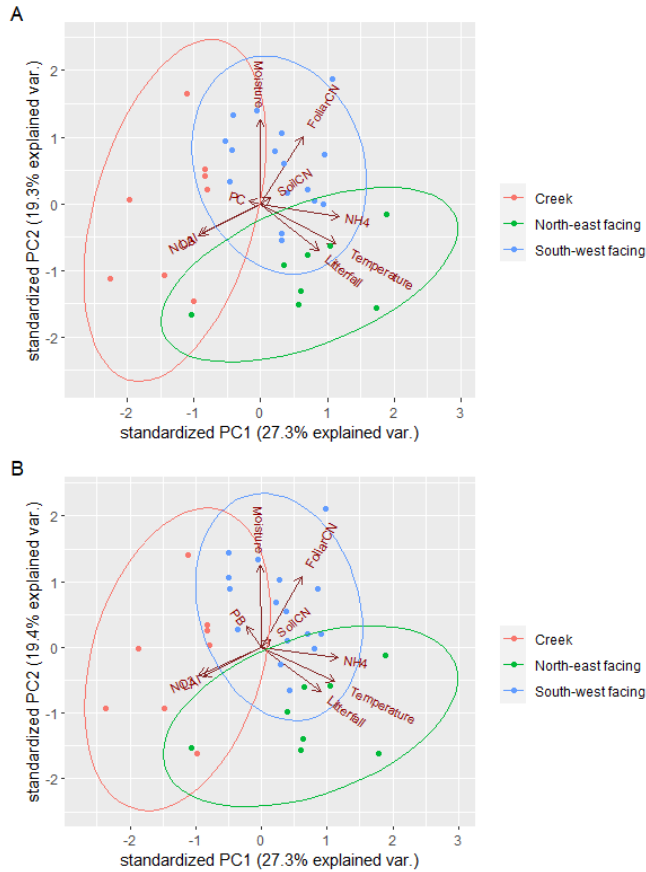 A
standardized PC2 (19.3% explained var.)
2
1
0
-1
-2
Moisture
FoliarCN
SoilCN
PC
NH4
LAI
Temperature
Litterfall
-2
-1
0
1
2
3
standardized PC1 (27.3% explained var.)
Creek
North-east facing
South-west facing
B
standardized PC2 (19.4% explained var.)
2
1
0
-1
-2
Moisture
FoliarCN
PB
SoilCN
NH4
LAI
Temperature
Litterfall
-2
-1
0
1
2
3
standardized PC1 (27.3% explained var.)
Creek
North-east facing
South-west facing